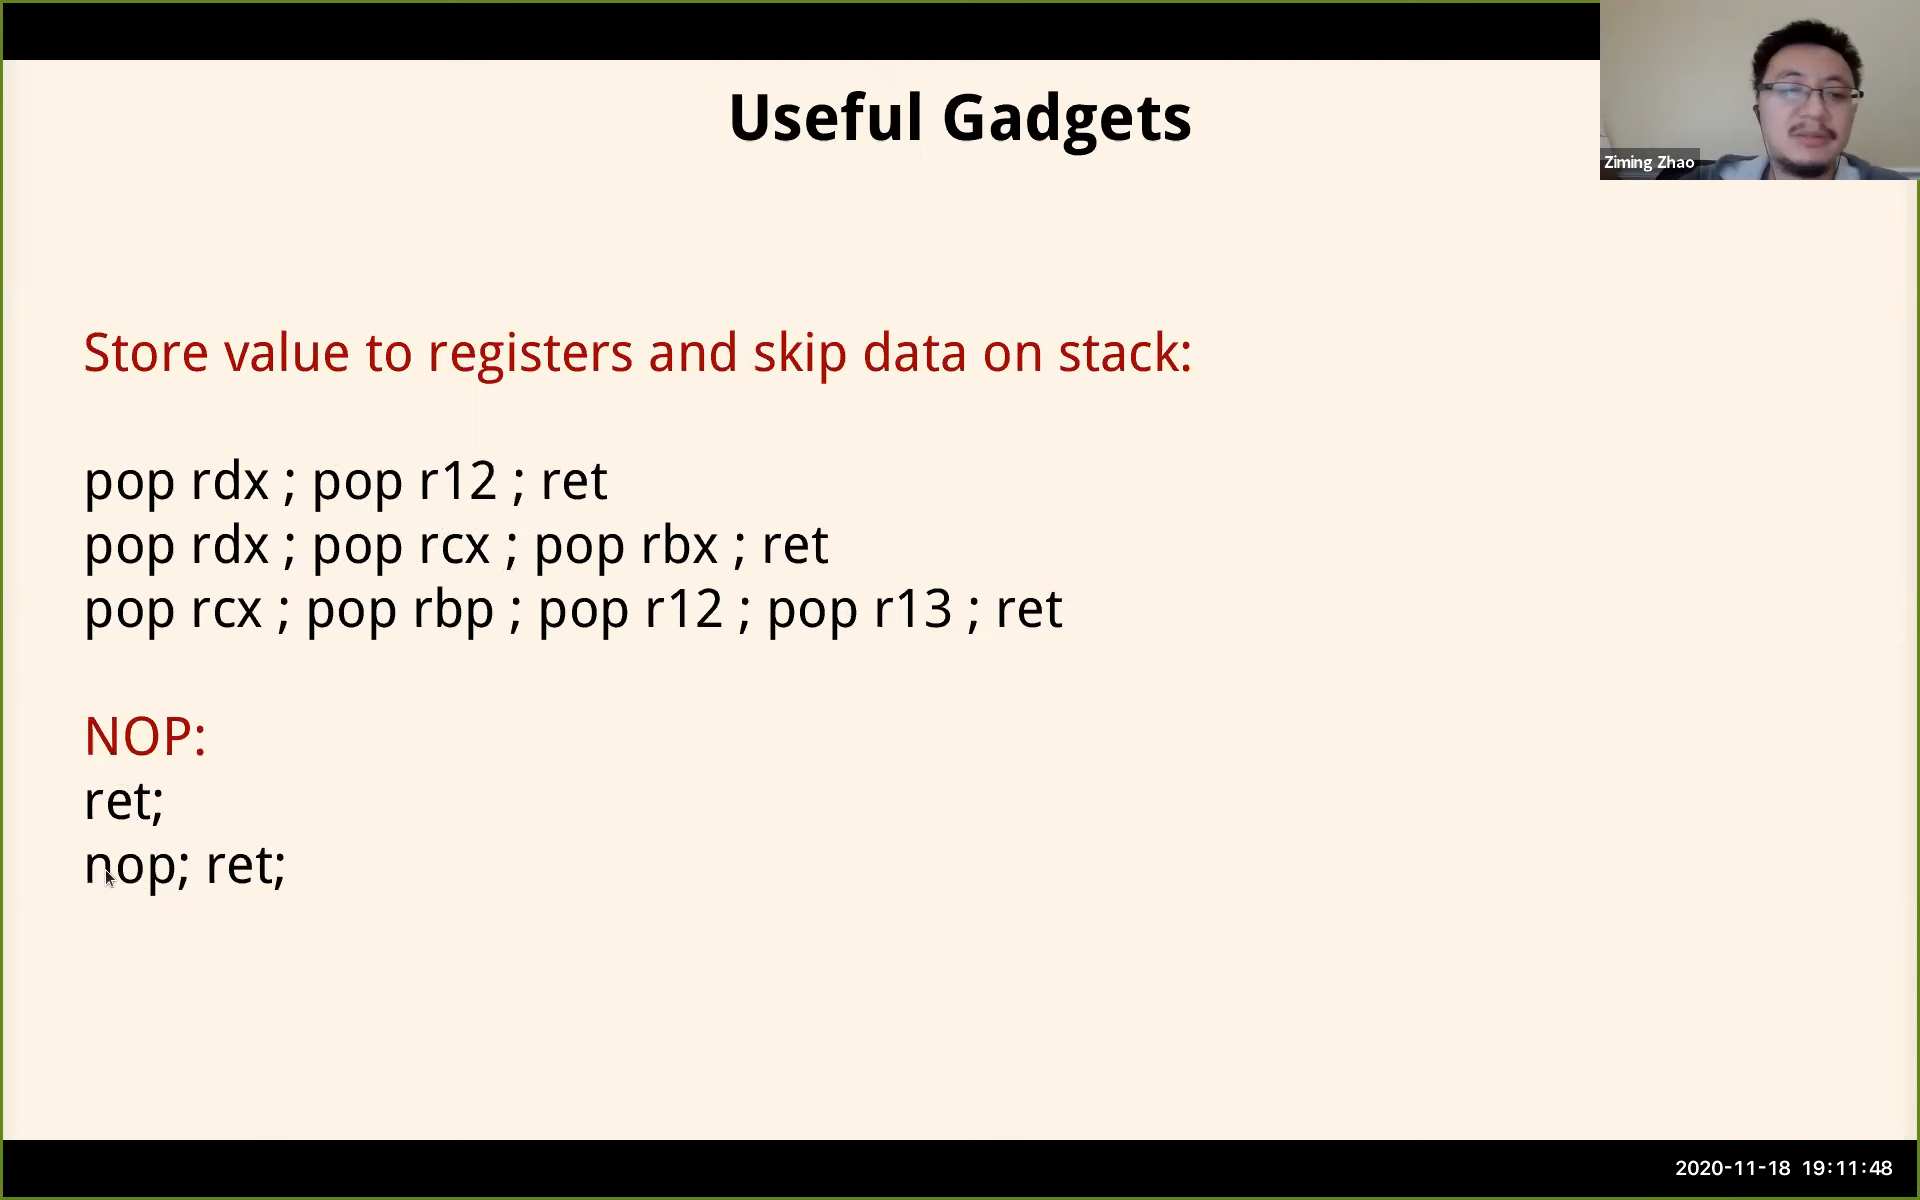 Useful Gadgets
Ziming Zhao
Store value to registers and skip data on stack:
pop rdx ; pop r12 ; ret
pop rdx ; pop rcx ; pop rbx ; ret
pop rcx ; pop rbp ; pop r12 ; pop r13 ; ret
NOP:
ret;
nop; ret;
2020-11-18 19:11:48